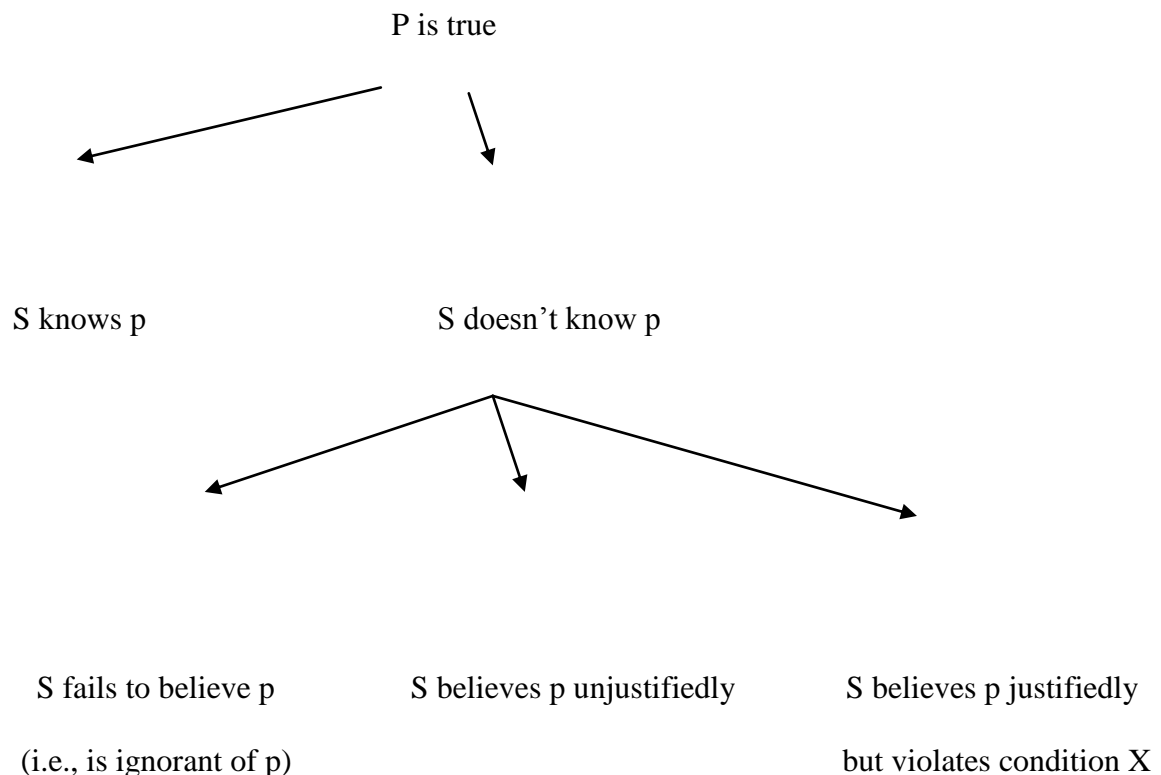 P is true
S knows p
S doesn’t know p
S fails to believe p
(i.e., is ignorant of p)
S believes p unjustifiedly
S believes p justifiedly
but violates condition X